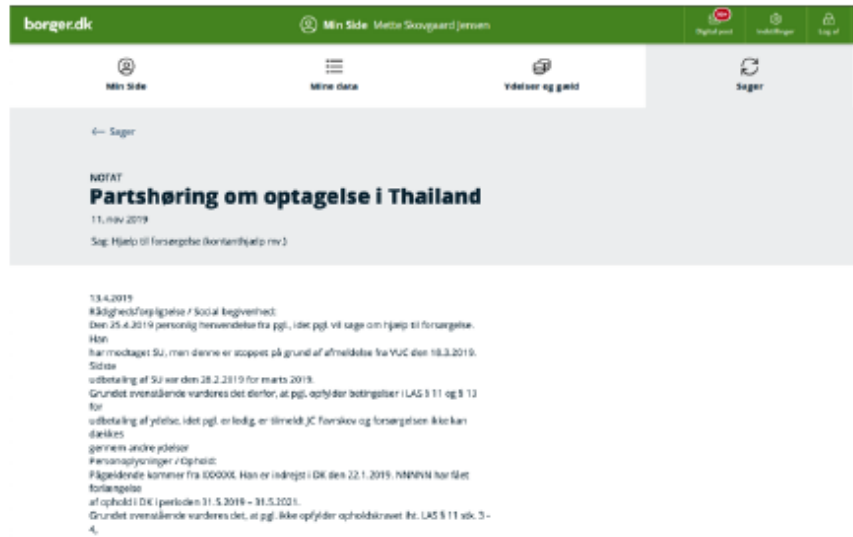 borger.dk
Min Side Mette Skovgaard Jensen
Digital post
Indstillinger
Log af
Min Side
Mine data
Ydelser og gæld
Sager
← Sager
NOTAT
Partshøring om optagelse i Thailand
11. nov 2019
Sag: Hjælp til forsørgelse (kontanthjælp mv.)
13.4.2019
Rådighedsforpligtelse / Social begivenhed:
Den 25.4.2019 personlig henvendelse fra pgl., idet pgl. vil søge om hjælp til forsørgelse.
Han
har modtaget SU, men denne er stoppet på grund af afmeldelse fra VUC den 18.3.2019.
Sidste
udbetaling af SU var den 28.2.2019 for marts 2019.
Grundet ovenstående vurderes det derfor, at pgl. opfylder betingelser i LAS § 11 og § 13
for
udbetaling af ydelse, idet pgl. er ledig, er tilmeldt JC Favrskov og forsørgelsen ikke kan
dækkes
gennem andre ydelser
Personoplysninger / Ophold:
Pågældende kommer fra XXXXXX. Han er indrejst i DK den 22.1.2019. NNNNN har fået
forlængelse
af ophold i DK i perioden 31.5.2019 – 31.5.2021.
Grundet ovenstående vurderes det, at pgl. ikke opfylder opholdskravet iht. LAS § 11 stk. 3 –
4,